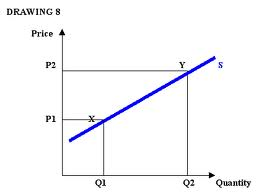 DRAWING 8
Price
P2 Y S
P1 X
Q1 Q2 Quantity